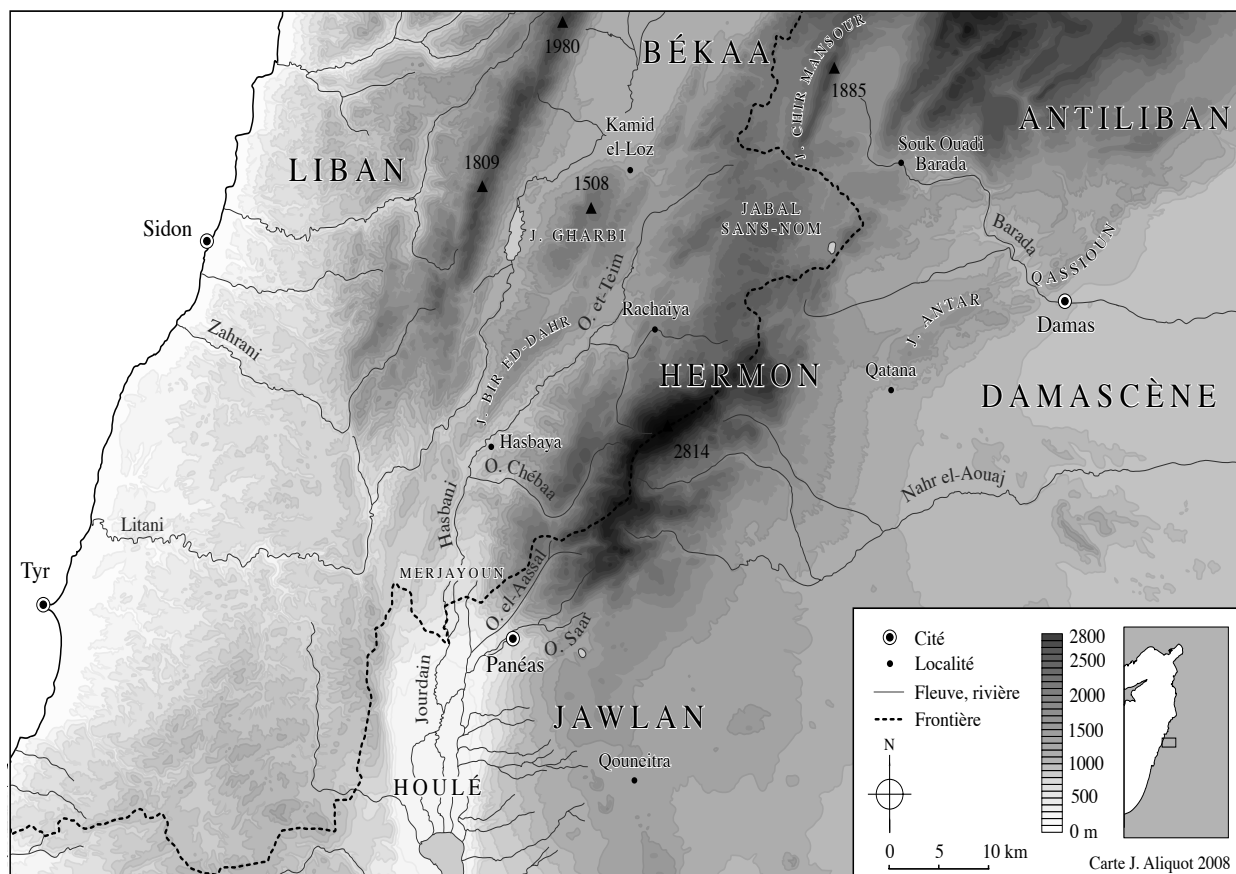 1980
BÉKAA
J. CHIR MANSOUR
1885
ANTILIBAN
Kamid
el-Loz
Souk Ouadi
Barada
LIBAN
1809
1508
JABAL
SANS-NOM
Sidon
J. GHARBI
Barada
QASSIOUN
O. et-Teim
Rachaiya
Damas
Zahrani
J. BIR ED-DAHR
J. ANTAR
HERMON
Qatana
DAMASCÈNE
Hasbaya
2814
O. Chébaa
Nahr el-Aouaj
Hasbani
Litani
Tyr
MERJAYOUN
O. el-Aassal
O. Saar
Panéas
Jourdain
JAWLAN
Qouneitra
HOULÉ
Cité
Localité
Fleuve, rivière
Frontière
N
0 5 10 km
2800
2500
2000
1500
1000
500
0 m
Carte J. Aliquot 2008